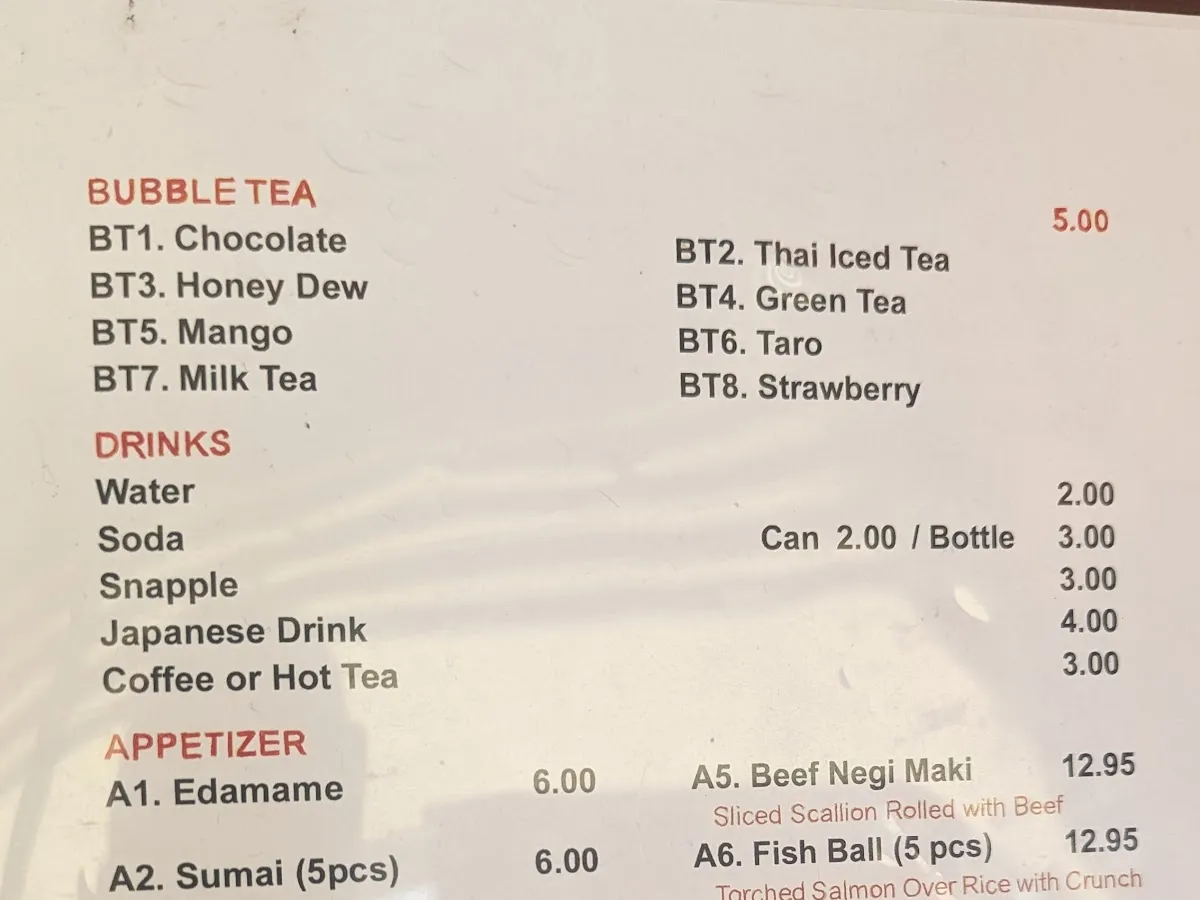 BUBBLE TEA 5.00
BT1. Chocolate BT2. Thai Iced Tea
BT3. Honey Dew BT4. Green Tea
BT5. Mango BT6. Taro
BT7. Milk Tea BT8. Strawberry
DRINKS
Water 2.00
Soda Can 2.00 / Bottle 3.00
Snapple 3.00
Japanese Drink 4.00
Coffee or Hot Tea 3.00
APPETIZER
A1. Edamame 6.00 A5. Beef Negi Maki 12.95
Sliced Scallion Rolled with Beef
A2. Sumai (5pcs) 6.00 A6. Fish Ball (5 pcs) 12.95
Torched Salmon Over Rice with Crunch